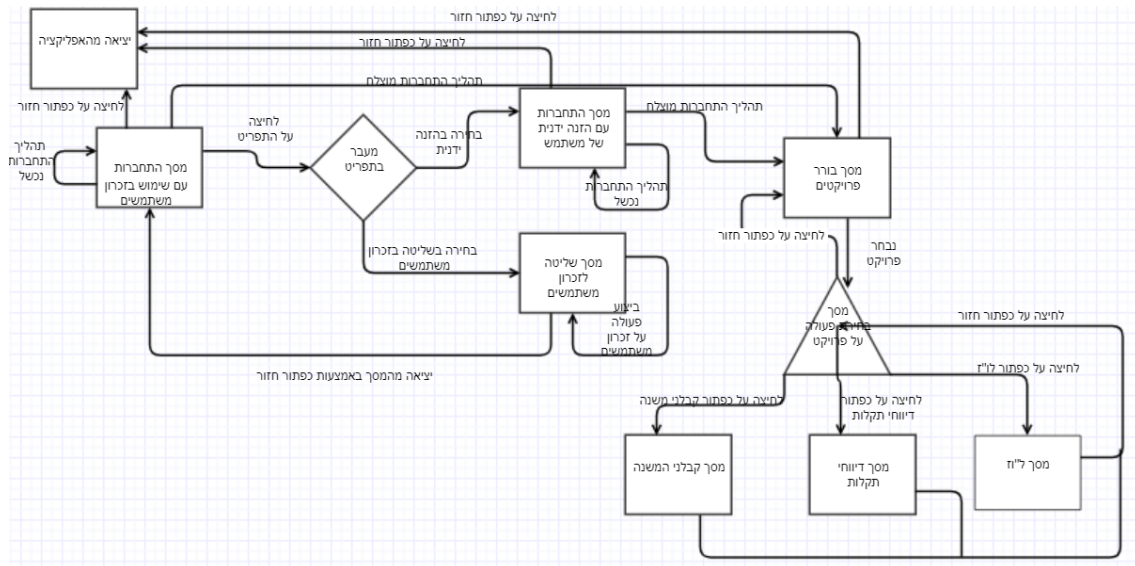 לחיצה על כפתור חזור
יציאה מהאפליקציה
לחיצה על כפתור חזור
תהליך התחברות מוצלח
לחיצה על כפתור חזור
תהליך התחברות מוצלח
מסך התחברות
עם הזנה ידנית
של משתמש
לחיצה
על התפריט
בחירה בהזנה
ידנית
תהליך
התחברות
נכשל
מסך התחברות
עם שימוש בזכרון
משתמשים
מעבר
בתפריט
מסך בורר
פרויקטים
תהליך התחברות
נכשל
לחיצה על כפתור חזור
נבחר
פרויקט
בחירה בשליטה בזכרון
משתמשים
מסך שליטה
לזכרון
משתמשים
ביצוע
פעולה
על זכרון
משתמשים
מסך
בחירת פעולה
על פרויקט
לחיצה על כפתור חזור
יציאה מהמסך באמצעות כפתור חזור
לחיצה על כפתור לו"ז
לחיצה על כפתור קבלני משנה
לחיצה על כפתור
דיווחי תקלות
מסך קבלני המשנה
מסך דיווחי
תקלות
מסך ל"וז